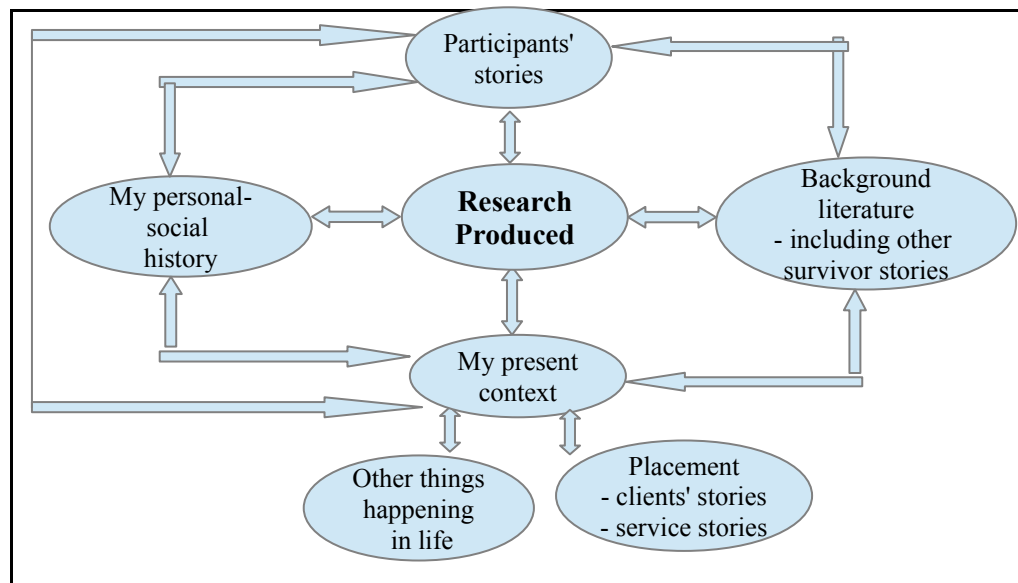 Participants'
stories
My personal-
social
history
Research
Produced
Background
literature
- including other
survivor stories
My present
context
Other things
happening
in life
Placement
- clients' stories
- service stories